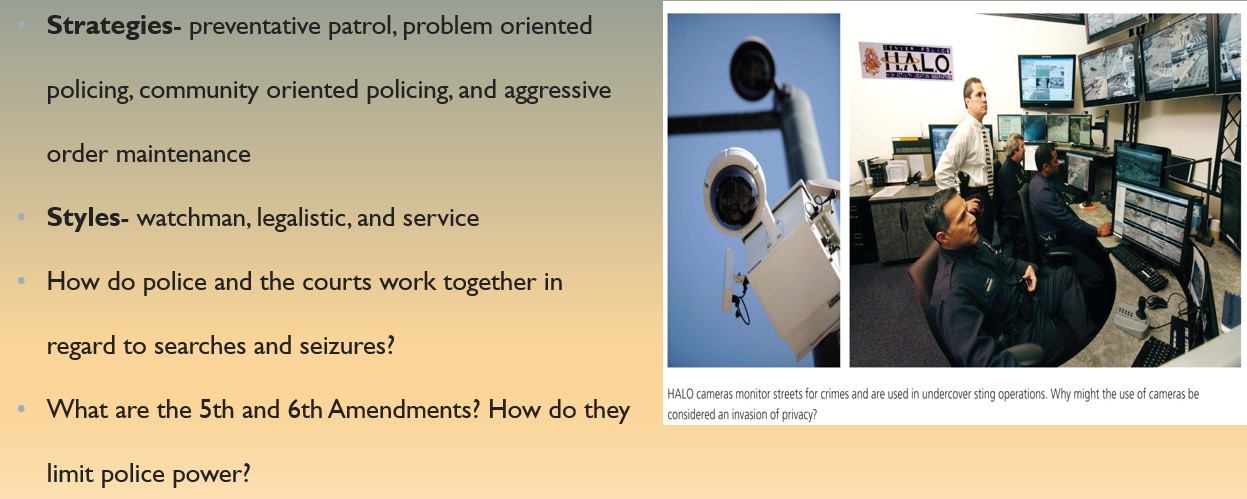 • Strategies- preventative patrol, problem oriented
policing, community oriented policing, and aggressive
order maintenance
• Styles- watchman, legalistic, and service
• How do police and the courts work together in
regard to searches and seizures?
• What are the 5th and 6th Amendments? How do they
limit police power?
DENVER POLICE
H.A.L.O.
HALO cameras monitor streets for crimes and are used in undercover sting operations. Why might the use of cameras be
considered an invasion of privacy?